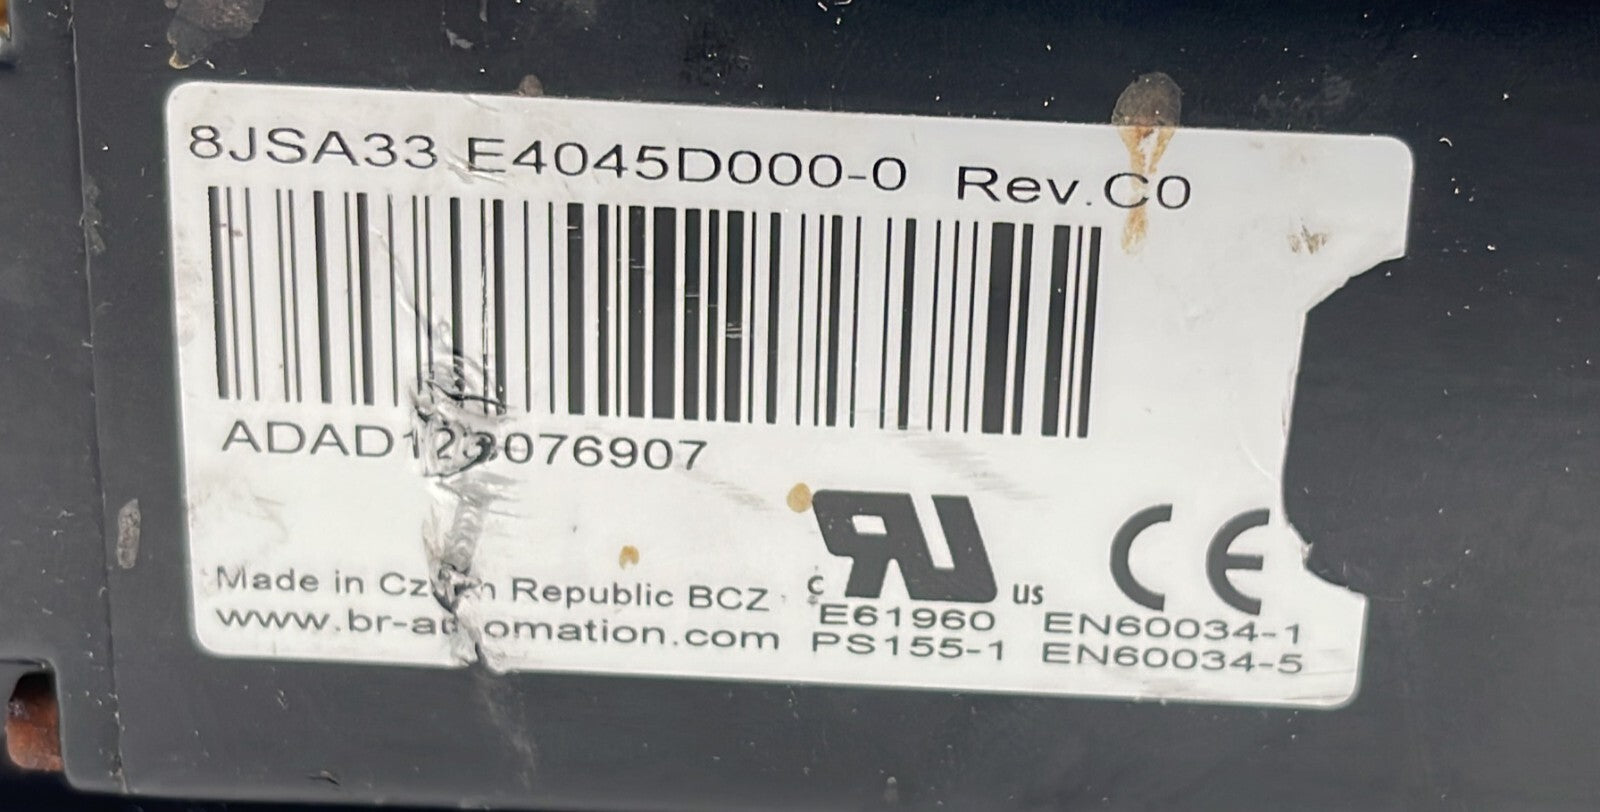 8JSA33 E4045D000-0 Rev.C0
ADAD123076907
c RU us CE
Made in Czech Republic BCZ E61960 EN60034-1
www.br-automation.com PS155-1 EN60034-5